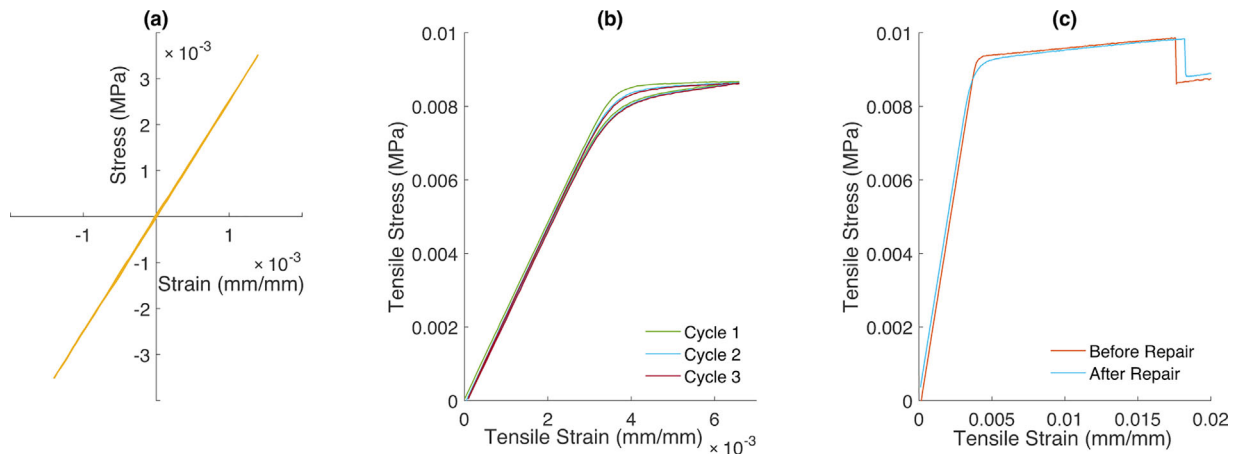 (a)
× 10⁻³
3
2
1
Stress (MPa)
-1
1
× 10⁻³
Strain (mm/mm)
-1
-2
-3
(b)
0.01
0.008
0.006
0.004
0.002
0
Tensile Stress (MPa)
Cycle 1
Cycle 2
Cycle 3
0
2
4
6
Tensile Strain (mm/mm)
× 10⁻³
(c)
0.01
0.008
0.006
0.004
0.002
0
Tensile Stress (MPa)
Before Repair
After Repair
0
0.005
0.01
0.015
0.02
Tensile Strain (mm/mm)